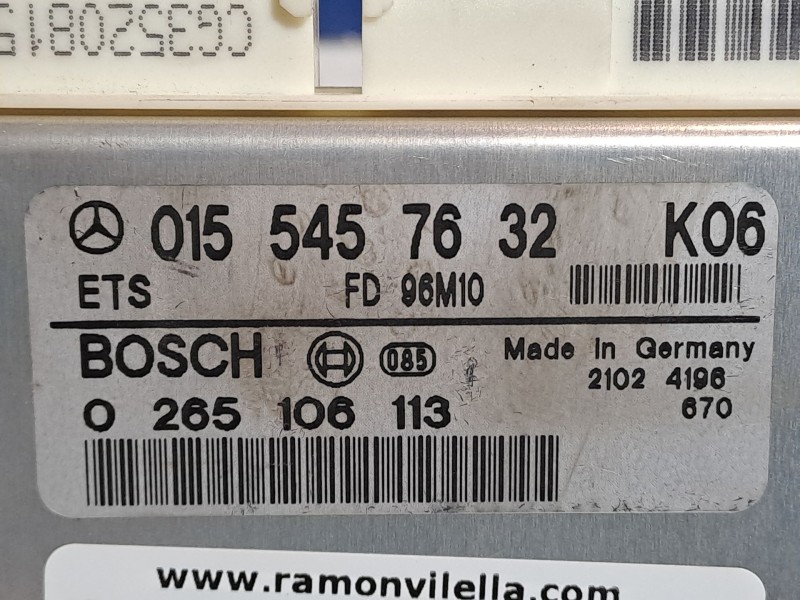 015 545 76 32 K06
ETS FD 96M10
BOSCH 085 Made in Germany
2102 4196
0 265 106 113 670
www.ramonvilella.com